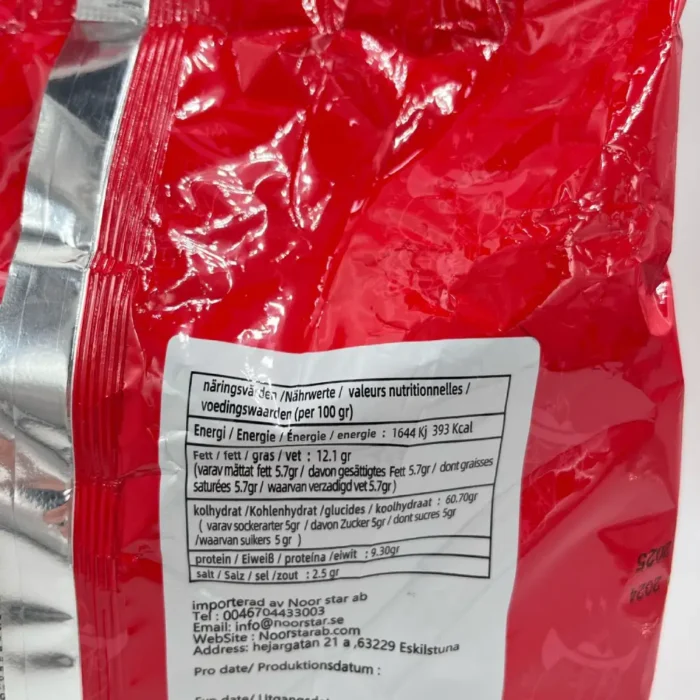 näringsvärden /Nährwerte / valeurs nutritionnelles /
voedingswaarden (per 100 gr)
Energi / Energie / Énergie / energie : 1644 Kj 393 Kcal
Fett / fett / gras / vet : 12.1 gr
(varav mättat fett 5.7gr / davon gesättigtes Fett 5.7gr / dont graisses
saturées 5.7gr / waarvan verzadigd vet 5.7gr)
kolhydrat /Kohlenhydrat /glucides / koolhydraat : 60.70gr
( varav sockerarter 5gr / davon Zucker 5gr / dont sucres 5gr
/waarvan suikers 5 gr )
protein / Eiweiß / proteína /eiwit : 9.30gr
salt / Salz / sel /zout : 2.5 gr
importerad av Noor star ab
Tel : 0046704433003
Email: info@noorstar.se
WebSite : Noorstarab.com
Address: hejargatan 21 a ,63229 Eskilstuna
Pro date/ Produktionsdatum :
2025
2024